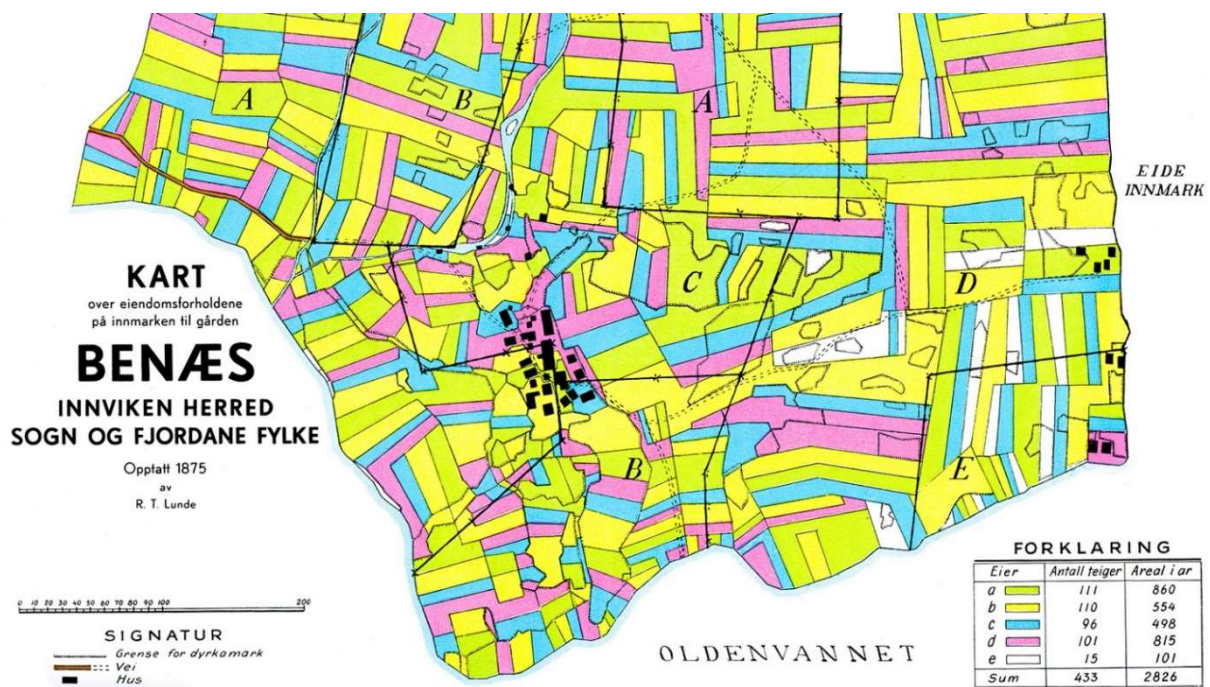 A
B
A
EIDE
INNMARK
C
D
KART
over eiendomsforholdene
på innmarken til gården
BENÆS
INNVIKEN HERRED
SOGN OG FJORDANE FYLKE
Opptatt 1875
av
R. T. Lunde
B
E
0 10 20 30 40 50 60 70 80 90 100 200
SIGNATUR
Grense for dyrkamark
Vei
Hus
OLDENVANNET
FORKLARING
Eier Antall teiger Areal i ar
a 111 860
b 110 554
c 96 498
d 101 815
e 15 101
Sum 433 2826